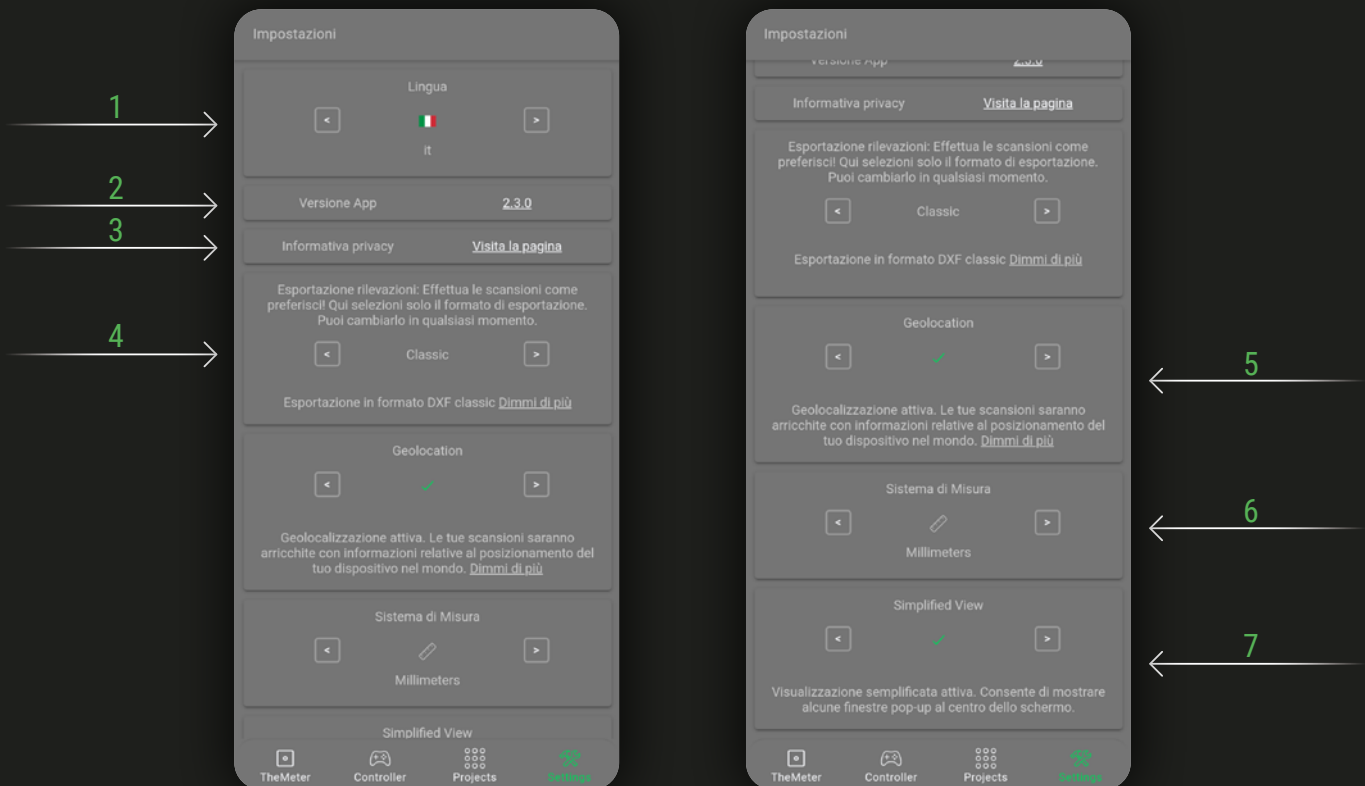 Impostazioni
Lingua
<
>
it
1
2
Versione App 2.3.0
3
Informativa privacy Visita la pagina
Esportazione rilevazioni: Effettua le scansioni come
preferisci! Qui selezioni solo il formato di esportazione.
Puoi cambiarlo in qualsiasi momento.
4
< Classic >
Esportazione in formato DXF classic Dimmi di più
Geolocation
< >
Geolocalizzazione attiva. Le tue scansioni saranno
arricchite con informazioni relative al posizionamento del
tuo dispositivo nel mondo. Dimmi di più
Sistema di Misura
< >
Millimeters
Simplified View
TheMeter Controller Projects Settings
Impostazioni
Versione App 2.3.0
Informativa privacy Visita la pagina
Esportazione rilevazioni: Effettua le scansioni come
preferisci! Qui selezioni solo il formato di esportazione.
Puoi cambiarlo in qualsiasi momento.
< Classic >
Esportazione in formato DXF classic Dimmi di più
Geolocation
< >
5
Geolocalizzazione attiva. Le tue scansioni saranno
arricchite con informazioni relative al posizionamento del
tuo dispositivo nel mondo. Dimmi di più
Sistema di Misura
6
< >
Millimeters
Simplified View
< >
7
Visualizzazione semplificata attiva. Consente di mostrare
alcune finestre pop-up al centro dello schermo.
TheMeter Controller Projects Settings